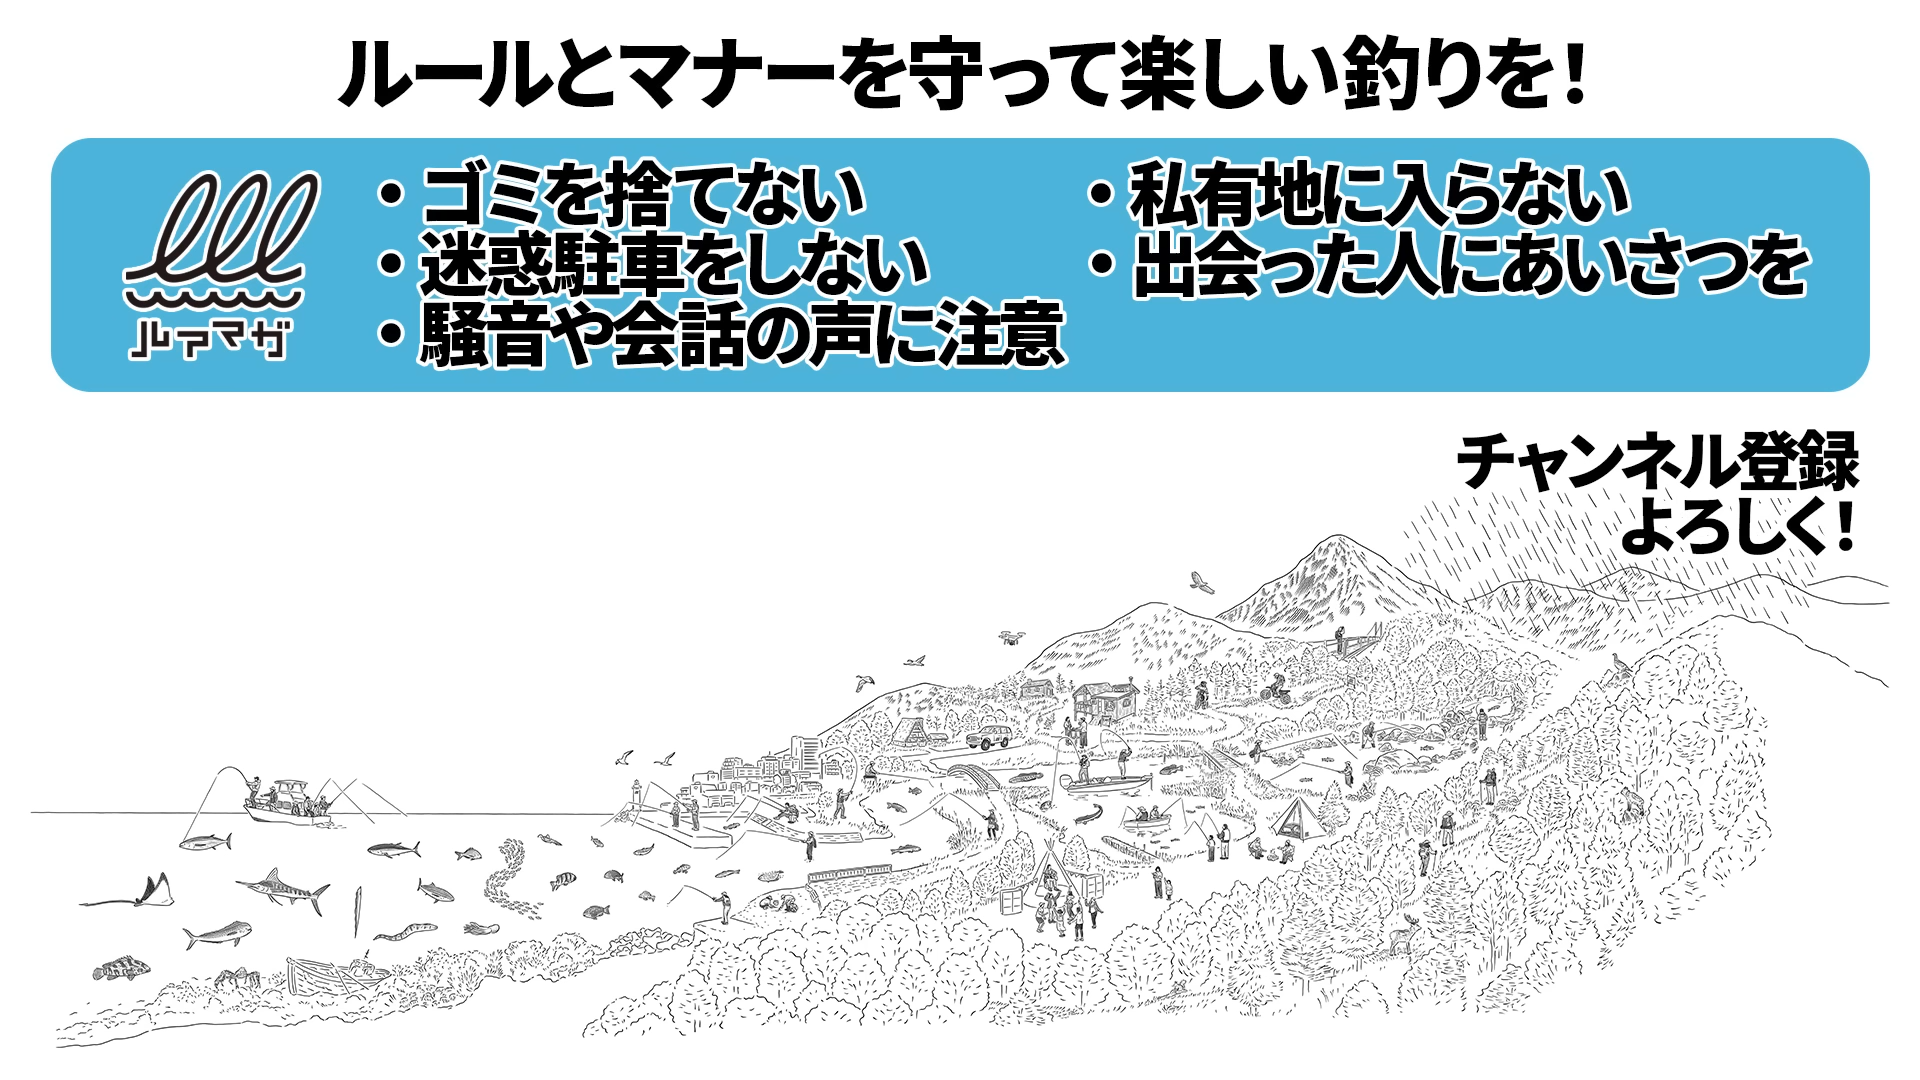 ルールとマナーを守って楽しい釣りを!
・ゴミを捨てない
・迷惑駐車をしない
・騒音や会話の声に注意
・私有地に入らない
・出会った人にあいさつを
ルアマガ
チャンネル登録
よろしく!